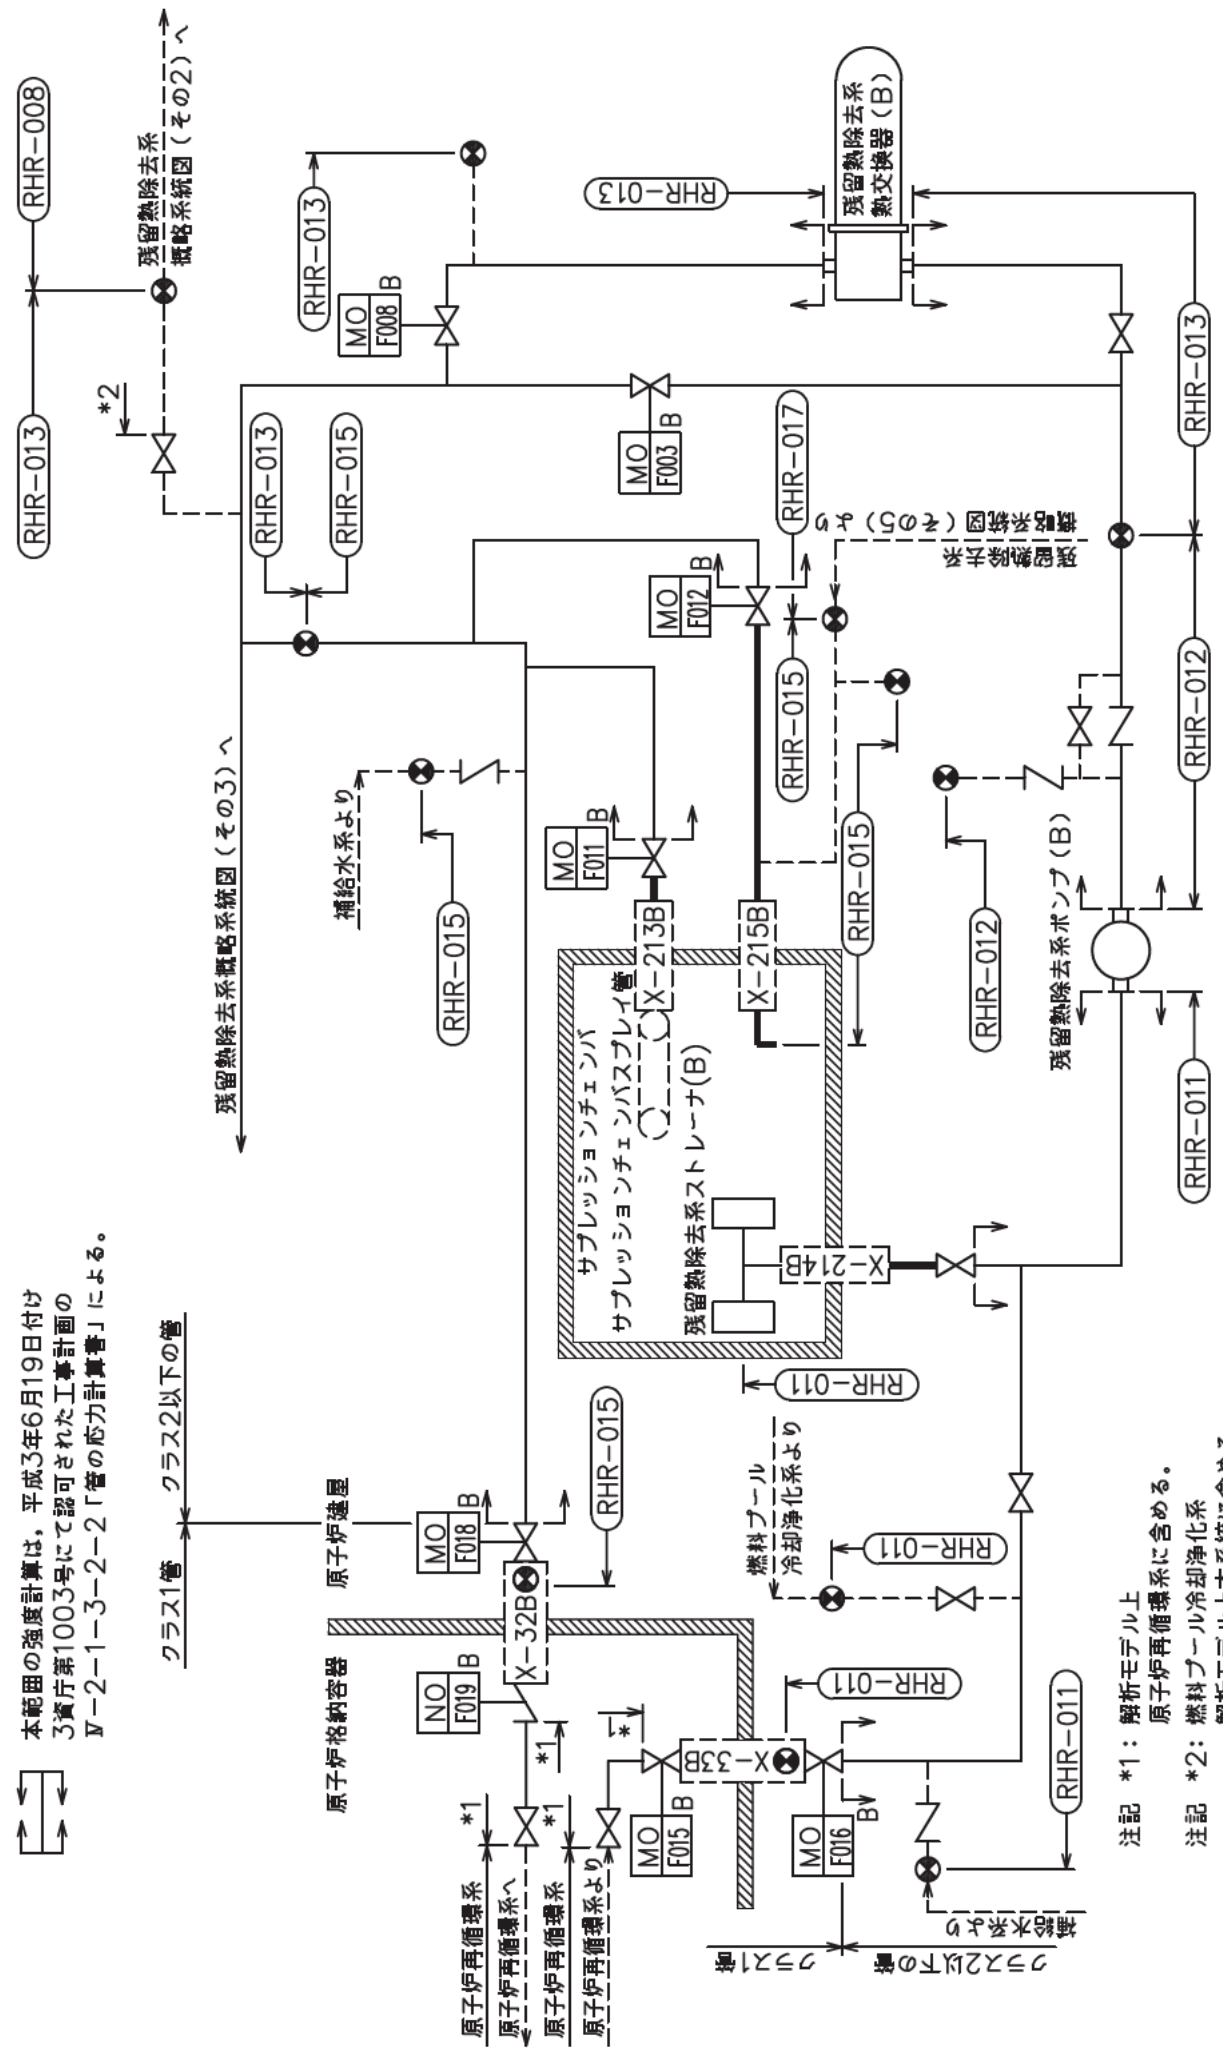 本範囲の強度計算は，平成3年6月19日付け
3資庁第1003号にて認可された工事計画の
Ⅳ－2－1－3－2－2「管の応力計算書」による。
クラス1管
クラス2以下の管
原子炉格納容器
原子炉建屋
残留熱除去系概略系統図（その3）へ
RHR－013
RHR－008
残留熱除去系
概略系統図（その2）へ
*2
RHR－013
RHR－015
RHR－013
MO
F008
B
MO
F003
B
RHR－013
残留熱除去系
熱交換器（B）
RHR－013
補給水系より
RHR－015
MO
F011
B
MO
F012
B
RHR－017
RHR－015
残留熱除去系
概略系統図（その5）より
RHR－015
X－213B
X－215B
サプレッションチェンバ
サプレッションチェンバスプレイ管
残留熱除去系ストレーナ(B)
X－214B
RHR－011
RHR－012
RHR－012
残留熱除去系ポンプ（B）
RHR－011
MO
F018
B
RHR－015
X－32B
NO
F019
B
*1
*1
*1
*1
原子炉再循環系
原子炉再循環系へ
原子炉再循環系
原子炉再循環系より
MO
F015
B
X－33B
RHR－011
MO
F016
B
燃料プール
冷却浄化系より
RHR－011
RHR－011
補給水系より
クラス1管
クラス2以下の管
注記　*1：解析モデル上
原子炉再循環系に含める。
*2：燃料プール冷却浄化系